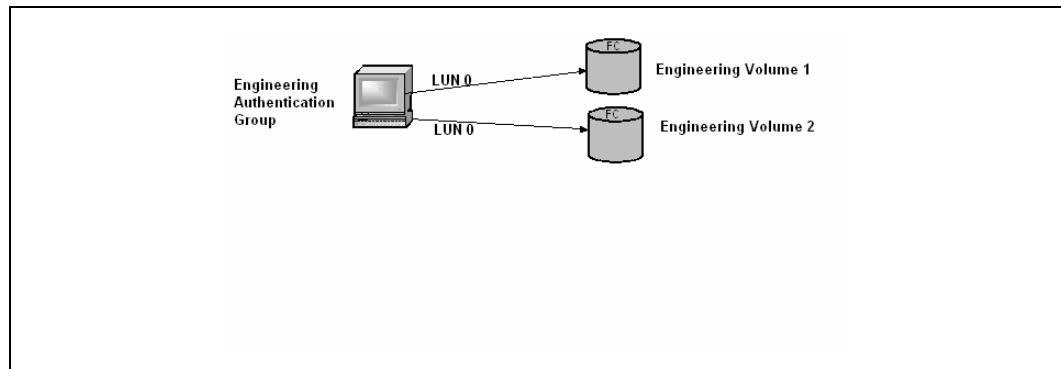 FC
LUN 0
Engineering Volume 1
Engineering
Authentication
Group
FC
LUN 0
Engineering Volume 2